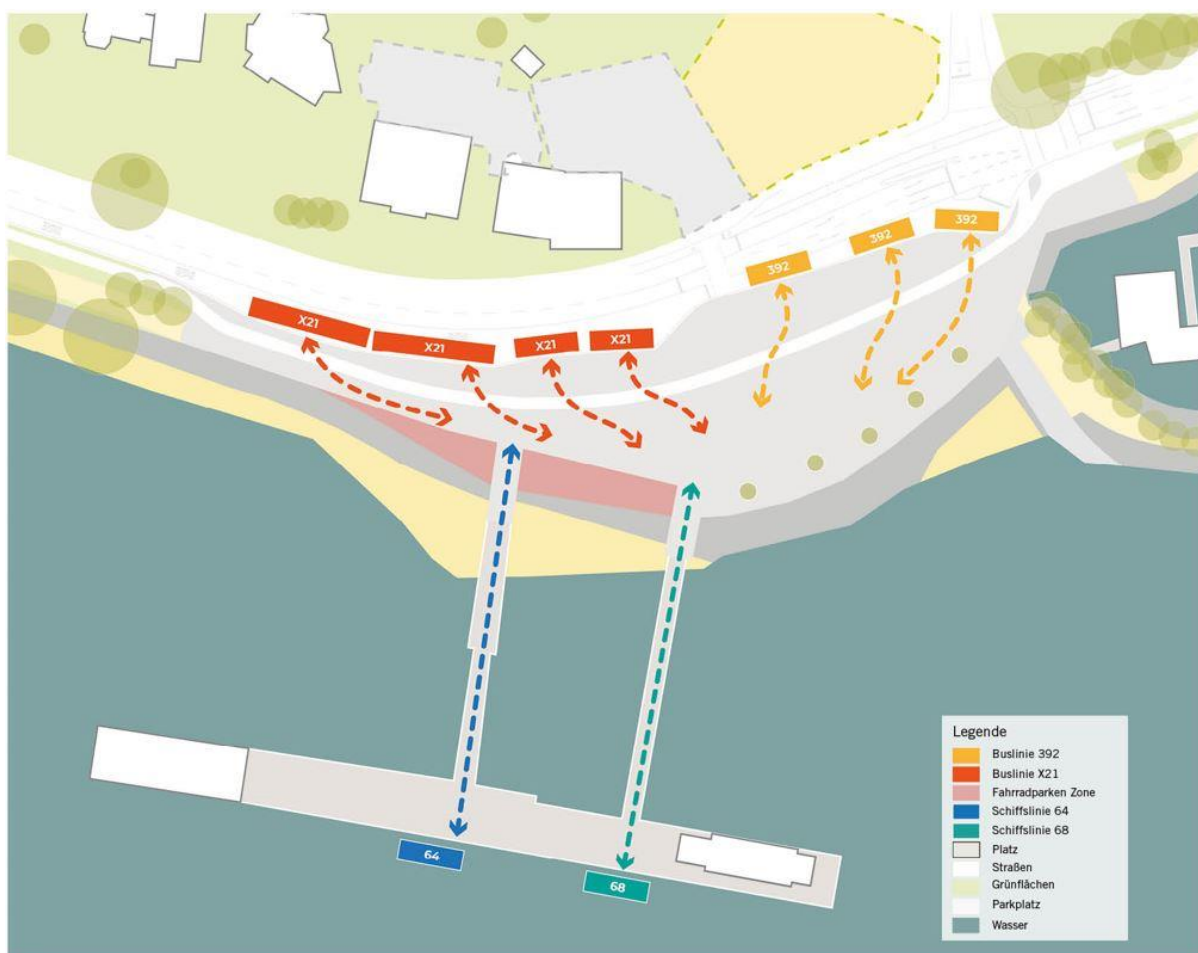 392
392
392
X21
X21
X21
X21
64
68
Legende
Buslinie 392
Buslinie X21
Fahrradparken Zone
Schiffslinie 64
Schiffslinie 68
Platz
Straßen
Grünflächen
Parkplatz
Wasser